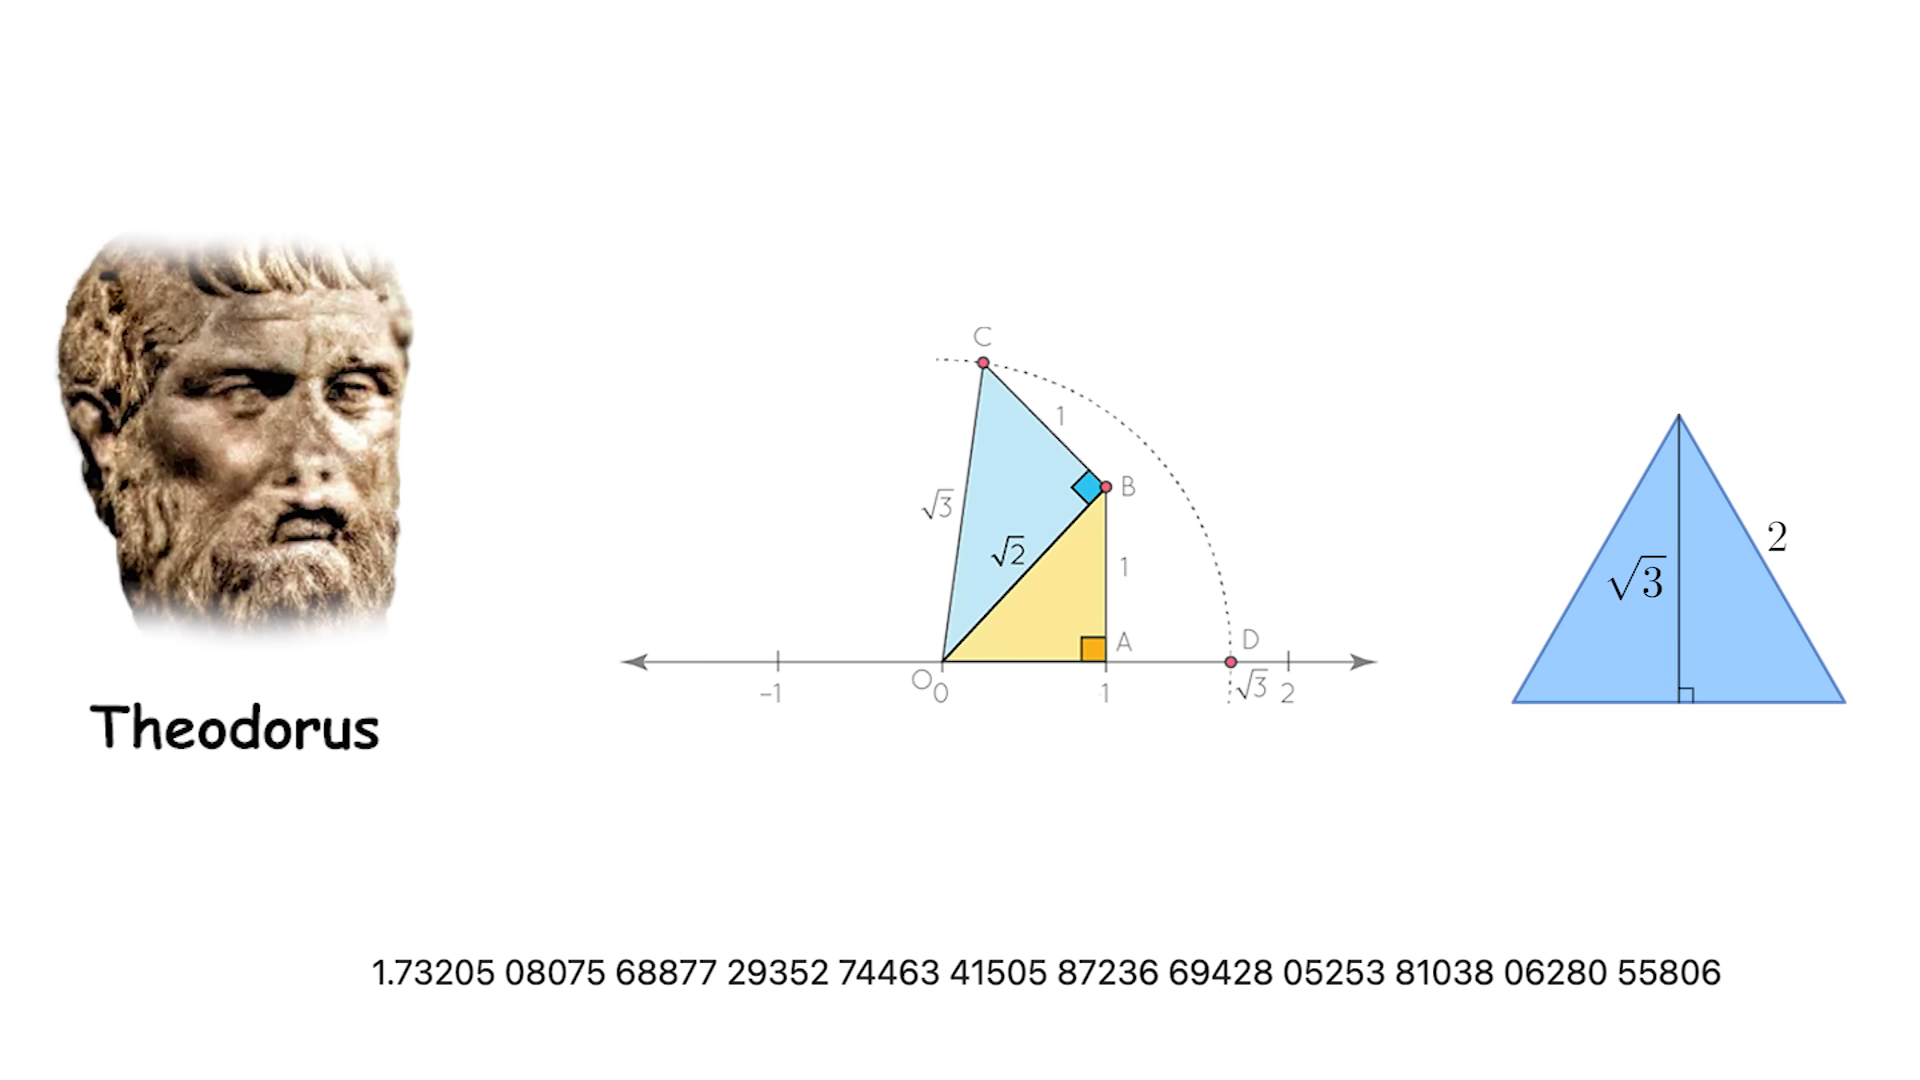 Theodorus
C
1
√3
B
√2
1
A
D
O
−1
0
1
√3
2
√3
2
1.73205 08075 68877 29352 74463 41505 87236 69428 05253 81038 06280 55806